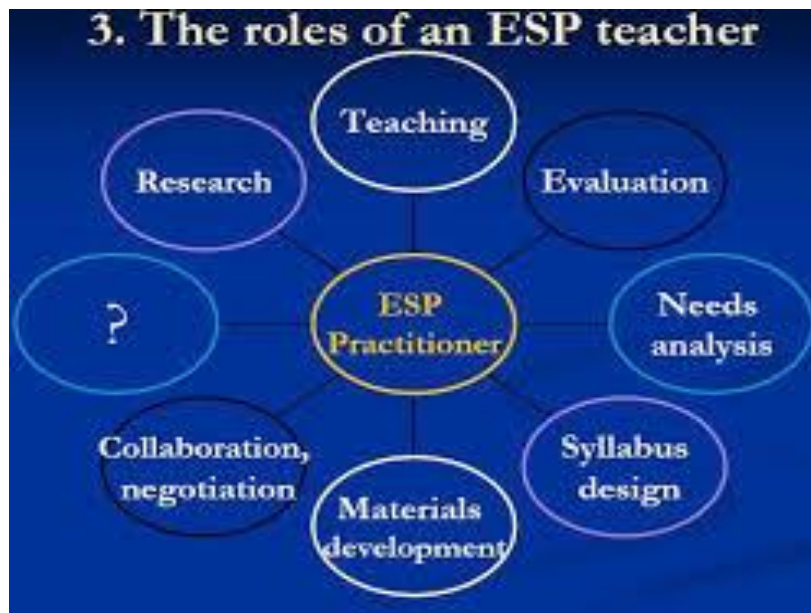 3. The roles of an ESP teacher
Teaching
Research
Evaluation
?
ESP
Practitioner
Needs
analysis
Collaboration,
negotiation
Syllabus
design
Materials
development